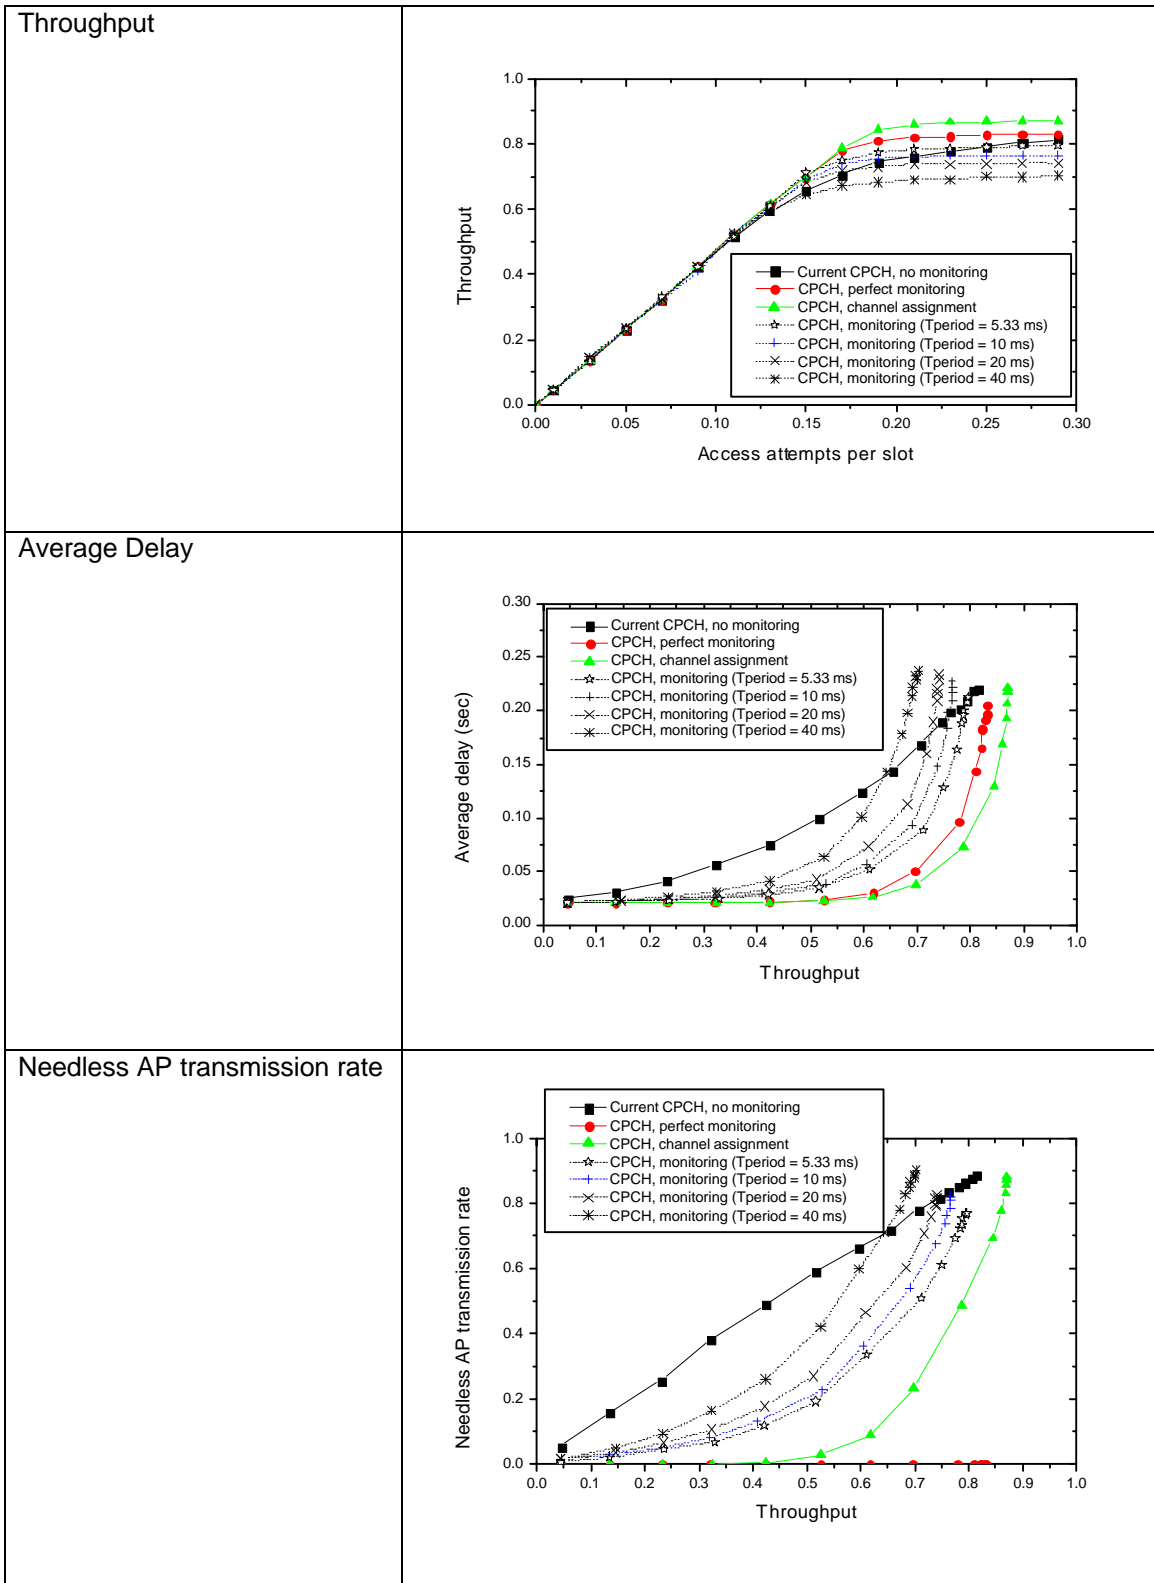 Throughput
1.0
0.8
0.6
0.4
0.2
0.0
Throughput
Current CPCH, no monitoring
CPCH, perfect monitoring
CPCH, channel assignment
CPCH, monitoring (Tperiod = 5.33 ms)
CPCH, monitoring (Tperiod = 10 ms)
CPCH, monitoring (Tperiod = 20 ms)
CPCH, monitoring (Tperiod = 40 ms)
0.00 0.05 0.10 0.15 0.20 0.25 0.30
Access attempts per slot
Average Delay
0.30
0.25
0.20
0.15
0.10
0.05
0.00
Average delay (sec)
Current CPCH, no monitoring
CPCH, perfect monitoring
CPCH, channel assignment
CPCH, monitoring (Tperiod = 5.33 ms)
CPCH, monitoring (Tperiod = 10 ms)
CPCH, monitoring (Tperiod = 20 ms)
CPCH, monitoring (Tperiod = 40 ms)
0.0 0.1 0.2 0.3 0.4 0.5 0.6 0.7 0.8 0.9 1.0
Throughput
Needless AP transmission rate
Current CPCH, no monitoring
CPCH, perfect monitoring
CPCH, channel assignment
CPCH, monitoring (Tperiod = 5.33 ms)
CPCH, monitoring (Tperiod = 10 ms)
CPCH, monitoring (Tperiod = 20 ms)
CPCH, monitoring (Tperiod = 40 ms)
1.0
0.8
0.6
0.4
0.2
0.0
Needless AP transmission rate
0.0 0.1 0.2 0.3 0.4 0.5 0.6 0.7 0.8 0.9 1.0
Throughput